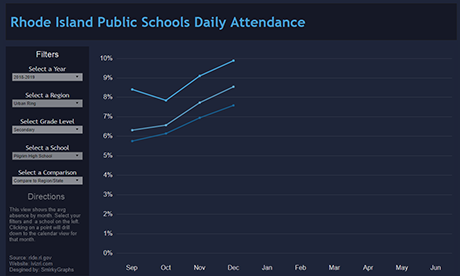 Rhode Island Public Schools Daily Attendance
Filters
Select a Year
2018-2019
Select a Region
Urban Ring
Select Grade Level
Secondary
Select a School
Pilgrim High School
Select a Comparison
Compare to Region/State
Directions
This view shows the avg
absence by month. Select your
filters and a school on the left.
Clicking on a point will drill
down to the calendar view for
that month.
Source: ride.ri.gov
Designed by: SmirkyGraphs
10%
9%
8%
7%
6%
5%
4%
3%
2%
1%
0%
Sep Oct Nov Dec Jan Feb Mar Apr May Jun